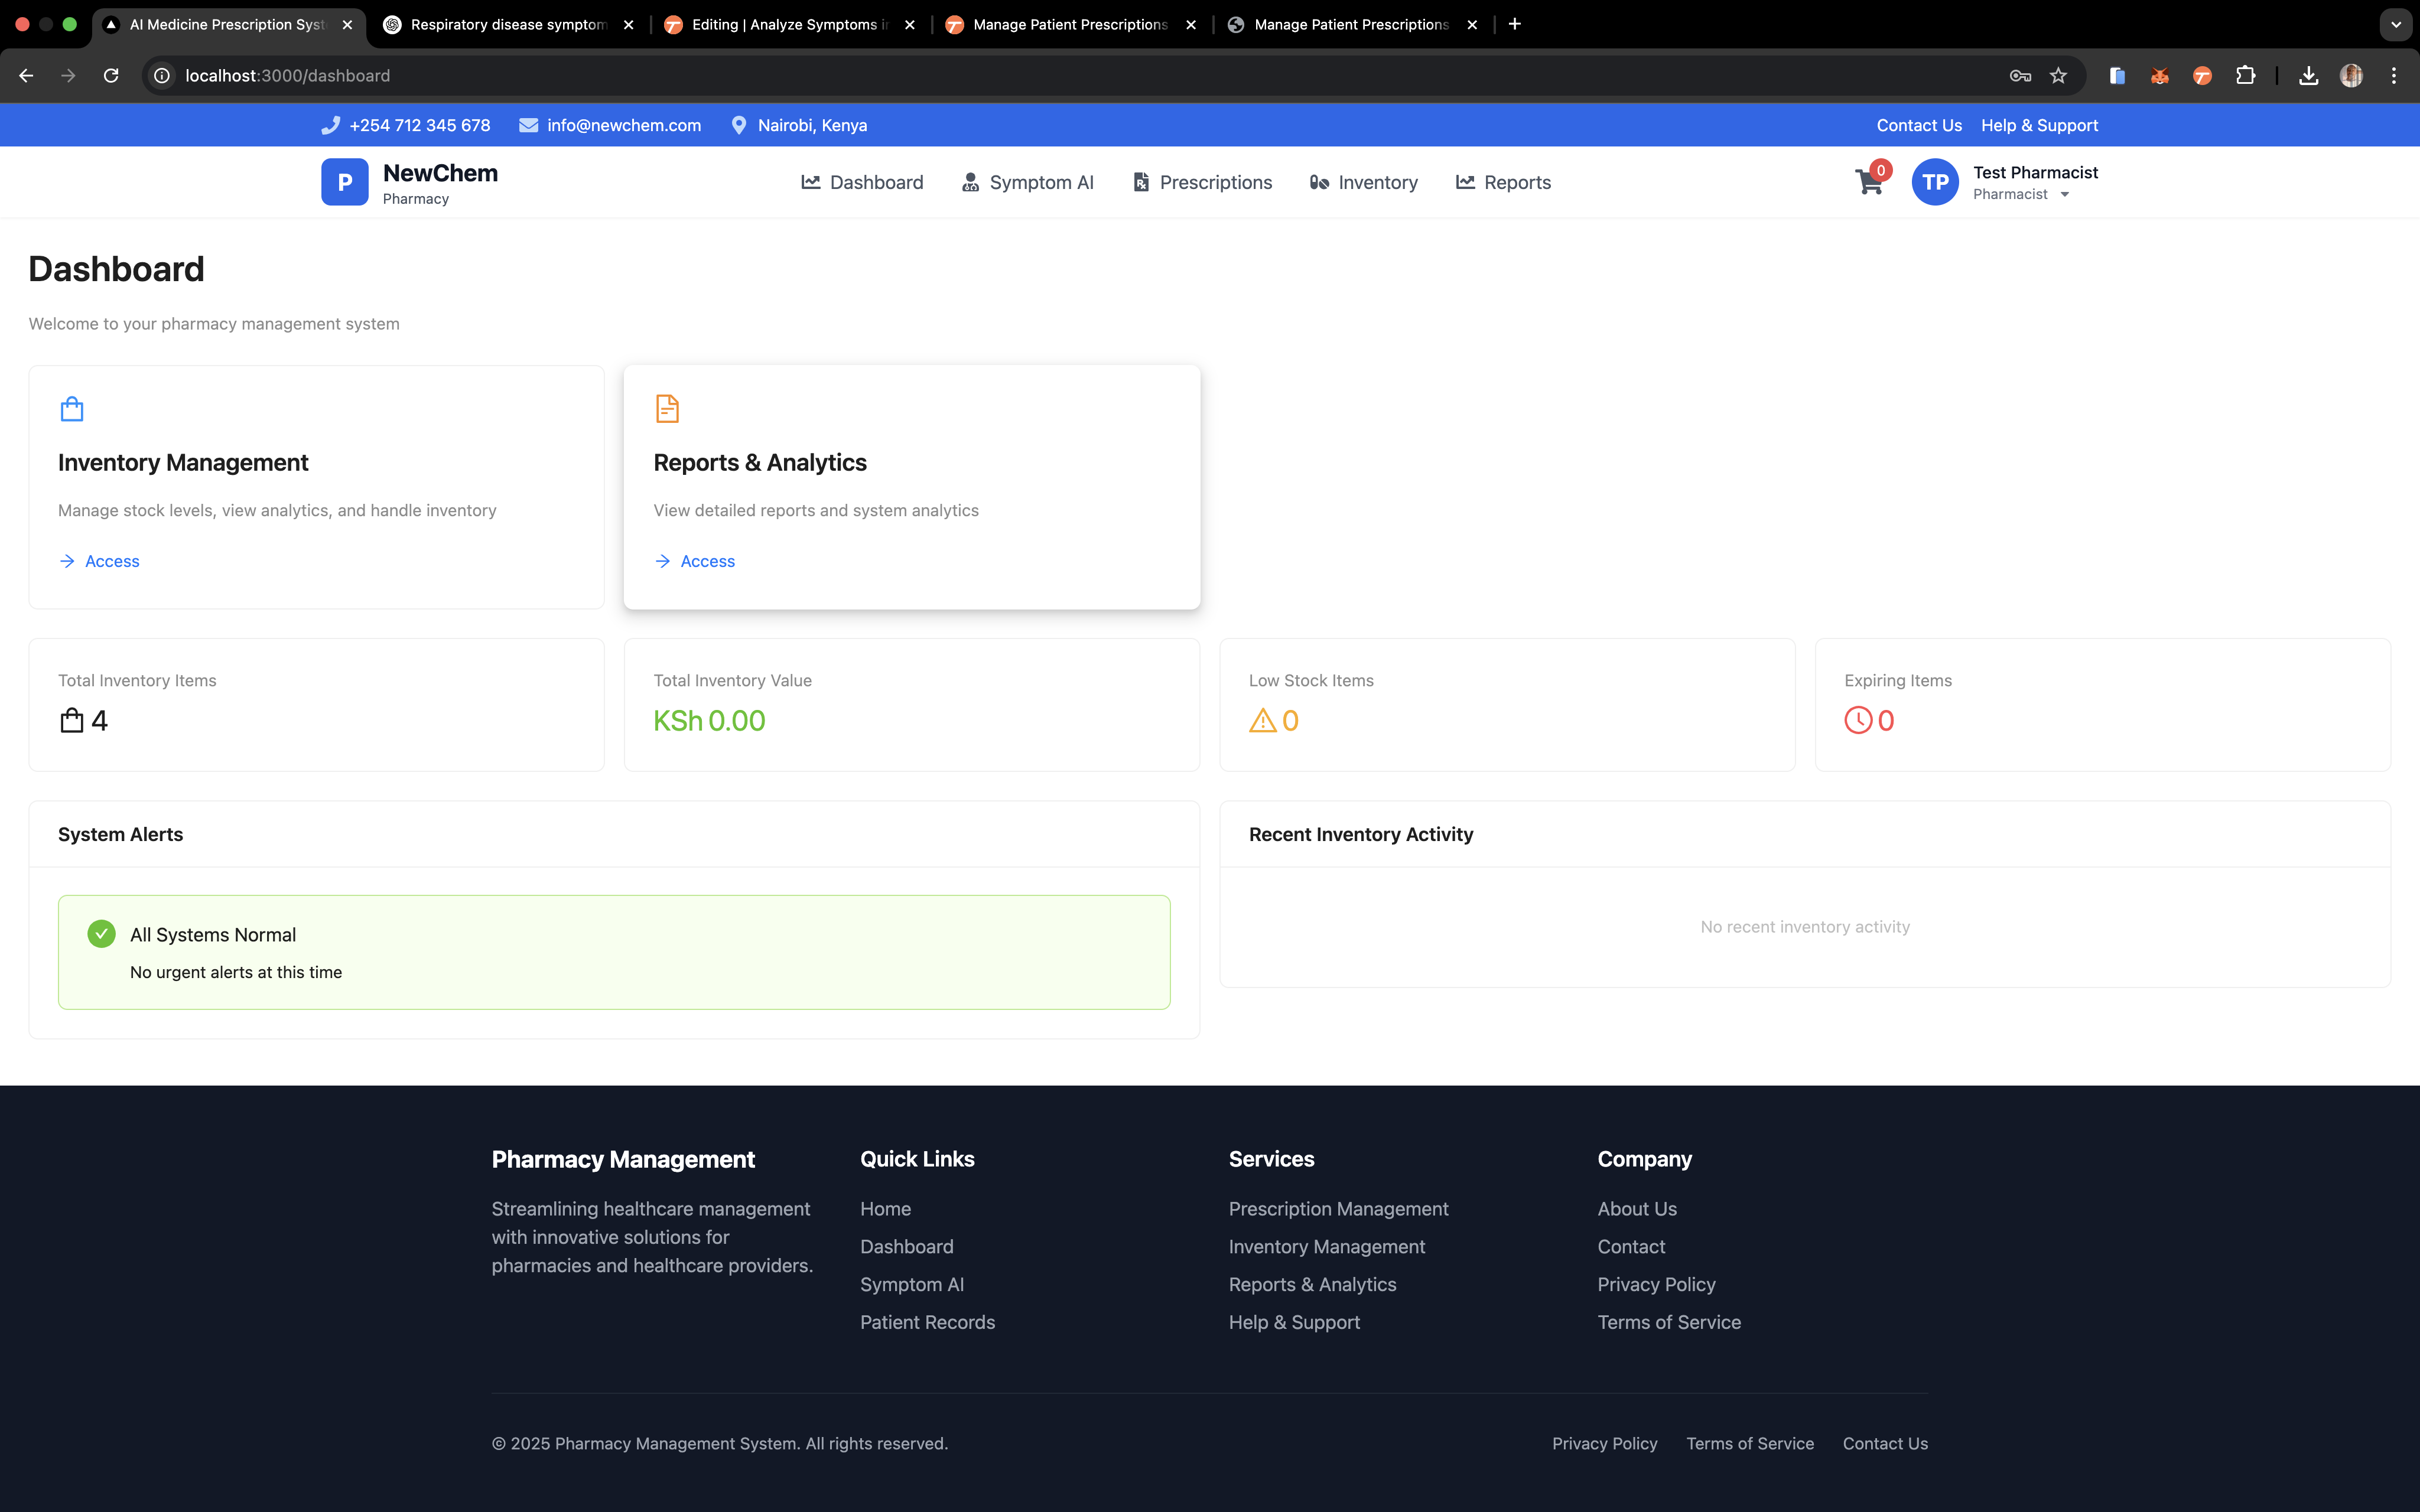 AI Medicine Prescription Syst
Respiratory disease symptom
Editing | Analyze Symptoms i
Manage Patient Prescriptions
Manage Patient Prescriptions
localhost:3000/dashboard
+254 712 345 678
info@newchem.com
Nairobi, Kenya
Contact Us
Help & Support
P
NewChem
Pharmacy
Dashboard
Symptom AI
Prescriptions
Inventory
Reports
0
TP
Test Pharmacist
Pharmacist
Dashboard
Welcome to your pharmacy management system
Inventory Management
Manage stock levels, view analytics, and handle inventory
Access
Reports & Analytics
View detailed reports and system analytics
Access
Total Inventory Items
4
Total Inventory Value
KSh 0.00
Low Stock Items
0
Expiring Items
0
System Alerts
All Systems Normal
No urgent alerts at this time
Recent Inventory Activity
No recent inventory activity
Pharmacy Management
Streamlining healthcare management
with innovative solutions for
pharmacies and healthcare providers.
Quick Links
Home
Dashboard
Symptom AI
Patient Records
Services
Prescription Management
Inventory Management
Reports & Analytics
Help & Support
Company
About Us
Contact
Privacy Policy
Terms of Service
© 2025 Pharmacy Management System. All rights reserved.
Privacy Policy
Terms of Service
Contact Us